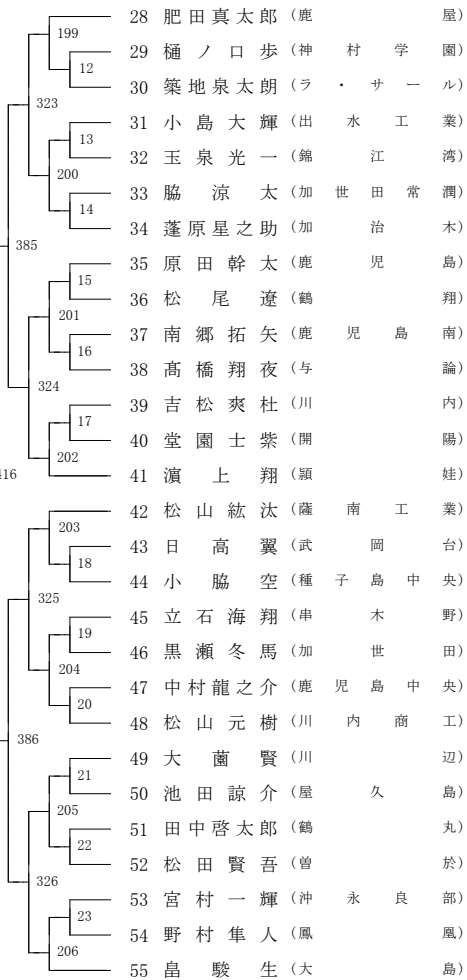 28 肥田真太郎 (鹿屋)
199
29 樋ノ口歩 (神村学園)
12
30 築地泉太朗 (ラ・サール)
323
31 小島大輝 (出水工業)
13
32 玉泉光一 (錦江湾)
200
33 脇涼太 (加世田常潤)
14
34 蓬原星之助 (加治木)
385
35 原田幹太 (鹿児島)
15
36 松尾遼 (鶴翔)
201
37 南郷拓矢 (鹿児島南)
16
38 髙橋翔夜 (与論)
324
39 吉松爽杜 (川内)
17
40 堂園士紫 (開陽)
202
41 濵上翔 (頴娃)
416
42 松山紘汰 (薩南工業)
203
43 日高翼 (武岡台)
18
44 小脇空 (種子島中央)
325
45 立石海翔 (串木野)
19
46 黒瀬冬馬 (加世田)
204
47 中村龍之介 (鹿児島中央)
20
48 松山元樹 (川内商工)
386
49 大薗賢 (川辺)
21
50 池田諒介 (屋久島)
205
51 田中啓太郎 (鶴丸)
22
52 松田賢吾 (曽於)
326
53 宮村一輝 (沖永良部)
23
54 野村隼人 (鳳凰)
206
55 畠駿生 (大島)